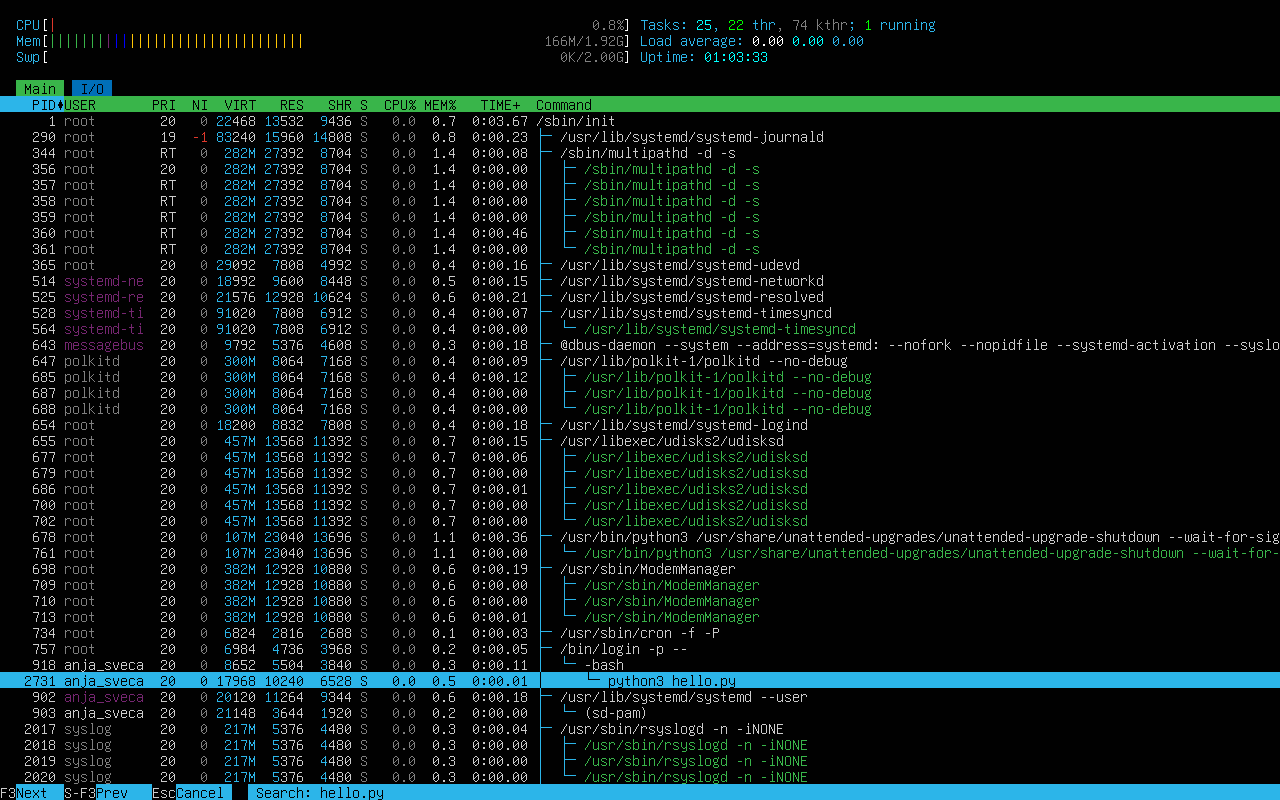 CPU[| 0.8%] Tasks: 25, 22 thr, 74 kthr; 1 running
Mem[|||||||||||||||||||||||||||||||| 166M/1.92G] Load average: 0.00 0.00 0.00
Swp[ 0K/2.00G] Uptime: 01:03:33
Main I/O
PID♦USER PRI NI VIRT RES SHR S CPU% MEM% TIME+ Command
1 root 20 0 22468 13532 9436 S 0.0 0.7 0:03.67 /sbin/init
290 root 19 -1 83240 15960 14808 S 0.0 0.8 0:00.23 ├─ /usr/lib/systemd/systemd-journald
344 root RT 0 282M 27392 8704 S 0.0 1.4 0:00.08 ├─ /sbin/multipathd -d -s
356 root 20 0 282M 27392 8704 S 0.0 1.4 0:00.00 │ ├─ /sbin/multipathd -d -s
357 root RT 0 282M 27392 8704 S 0.0 1.4 0:00.00 │ ├─ /sbin/multipathd -d -s
358 root RT 0 282M 27392 8704 S 0.0 1.4 0:00.00 │ ├─ /sbin/multipathd -d -s
359 root RT 0 282M 27392 8704 S 0.0 1.4 0:00.00 │ ├─ /sbin/multipathd -d -s
360 root RT 0 282M 27392 8704 S 0.0 1.4 0:00.46 │ ├─ /sbin/multipathd -d -s
361 root RT 0 282M 27392 8704 S 0.0 1.4 0:00.00 │ └─ /sbin/multipathd -d -s
365 root 20 0 29092 7808 4992 S 0.0 0.4 0:00.16 ├─ /usr/lib/systemd/systemd-udevd
514 systemd-ne 20 0 18992 9600 8448 S 0.0 0.5 0:00.15 ├─ /usr/lib/systemd/systemd-networkd
525 systemd-re 20 0 21576 12928 10624 S 0.0 0.6 0:00.21 ├─ /usr/lib/systemd/systemd-resolved
528 systemd-ti 20 0 91020 7808 6912 S 0.0 0.4 0:00.07 ├─ /usr/lib/systemd/systemd-timesyncd
564 systemd-ti 20 0 91020 7808 6912 S 0.0 0.4 0:00.00 │ └─ /usr/lib/systemd/systemd-timesyncd
643 messagebus 20 0 9792 5376 4608 S 0.0 0.3 0:00.18 ├─ @dbus-daemon --system --address=systemd: --nofork --nopidfile --systemd-activation --syslo
647 polkitd 20 0 300M 8064 7168 S 0.0 0.4 0:00.09 ├─ /usr/lib/polkit-1/polkitd --no-debug
685 polkitd 20 0 300M 8064 7168 S 0.0 0.4 0:00.12 │ ├─ /usr/lib/polkit-1/polkitd --no-debug
687 polkitd 20 0 300M 8064 7168 S 0.0 0.4 0:00.00 │ ├─ /usr/lib/polkit-1/polkitd --no-debug
688 polkitd 20 0 300M 8064 7168 S 0.0 0.4 0:00.00 │ └─ /usr/lib/polkit-1/polkitd --no-debug
654 root 20 0 18200 8832 7808 S 0.0 0.4 0:00.18 ├─ /usr/lib/systemd/systemd-logind
655 root 20 0 457M 13568 11392 S 0.0 0.7 0:00.15 ├─ /usr/libexec/udisks2/udisksd
677 root 20 0 457M 13568 11392 S 0.0 0.7 0:00.06 │ ├─ /usr/libexec/udisks2/udisksd
679 root 20 0 457M 13568 11392 S 0.0 0.7 0:00.00 │ ├─ /usr/libexec/udisks2/udisksd
686 root 20 0 457M 13568 11392 S 0.0 0.7 0:00.01 │ ├─ /usr/libexec/udisks2/udisksd
700 root 20 0 457M 13568 11392 S 0.0 0.7 0:00.00 │ ├─ /usr/libexec/udisks2/udisksd
702 root 20 0 457M 13568 11392 S 0.0 0.7 0:00.00 │ └─ /usr/libexec/udisks2/udisksd
678 root 20 0 107M 23040 13696 S 0.0 1.1 0:00.36 ├─ /usr/bin/python3 /usr/share/unattended-upgrades/unattended-upgrade-shutdown --wait-for-sig
761 root 20 0 107M 23040 13696 S 0.0 1.1 0:00.00 │ └─ /usr/bin/python3 /usr/share/unattended-upgrades/unattended-upgrade-shutdown --wait-for-
698 root 20 0 382M 12928 10880 S 0.0 0.6 0:00.19 ├─ /usr/sbin/ModemManager
709 root 20 0 382M 12928 10880 S 0.0 0.6 0:00.00 │ ├─ /usr/sbin/ModemManager
710 root 20 0 382M 12928 10880 S 0.0 0.6 0:00.00 │ ├─ /usr/sbin/ModemManager
713 root 20 0 382M 12928 10880 S 0.0 0.6 0:00.01 │ └─ /usr/sbin/ModemManager
734 root 20 0 6824 2816 2688 S 0.0 0.1 0:00.03 ├─ /usr/sbin/cron -f -P
757 root 20 0 6984 4736 3968 S 0.0 0.2 0:00.05 ├─ /bin/login -p --
918 anja_sveca 20 0 8652 5504 3840 S 0.0 0.3 0:00.11 │ └─ -bash
2731 anja_sveca 20 0 17968 10240 6528 S 0.0 0.5 0:00.01 │ └─ python3 hello.py
902 anja_sveca 20 0 20120 11264 9344 S 0.0 0.6 0:00.18 ├─ /usr/lib/systemd/systemd --user
903 anja_sveca 20 0 21148 3644 1920 S 0.0 0.2 0:00.00 │ └─ (sd-pam)
2017 syslog 20 0 217M 5376 4480 S 0.0 0.3 0:00.04 ├─ /usr/sbin/rsyslogd -n -iNONE
2018 syslog 20 0 217M 5376 4480 S 0.0 0.3 0:00.00 │ ├─ /usr/sbin/rsyslogd -n -iNONE
2019 syslog 20 0 217M 5376 4480 S 0.0 0.3 0:00.01 │ ├─ /usr/sbin/rsyslogd -n -iNONE
2020 syslog 20 0 217M 5376 4480 S 0.0 0.3 0:00.00 │ └─ /usr/sbin/rsyslogd -n -iNONE
F3Next S-F3Prev EscCancel Search: hello.py